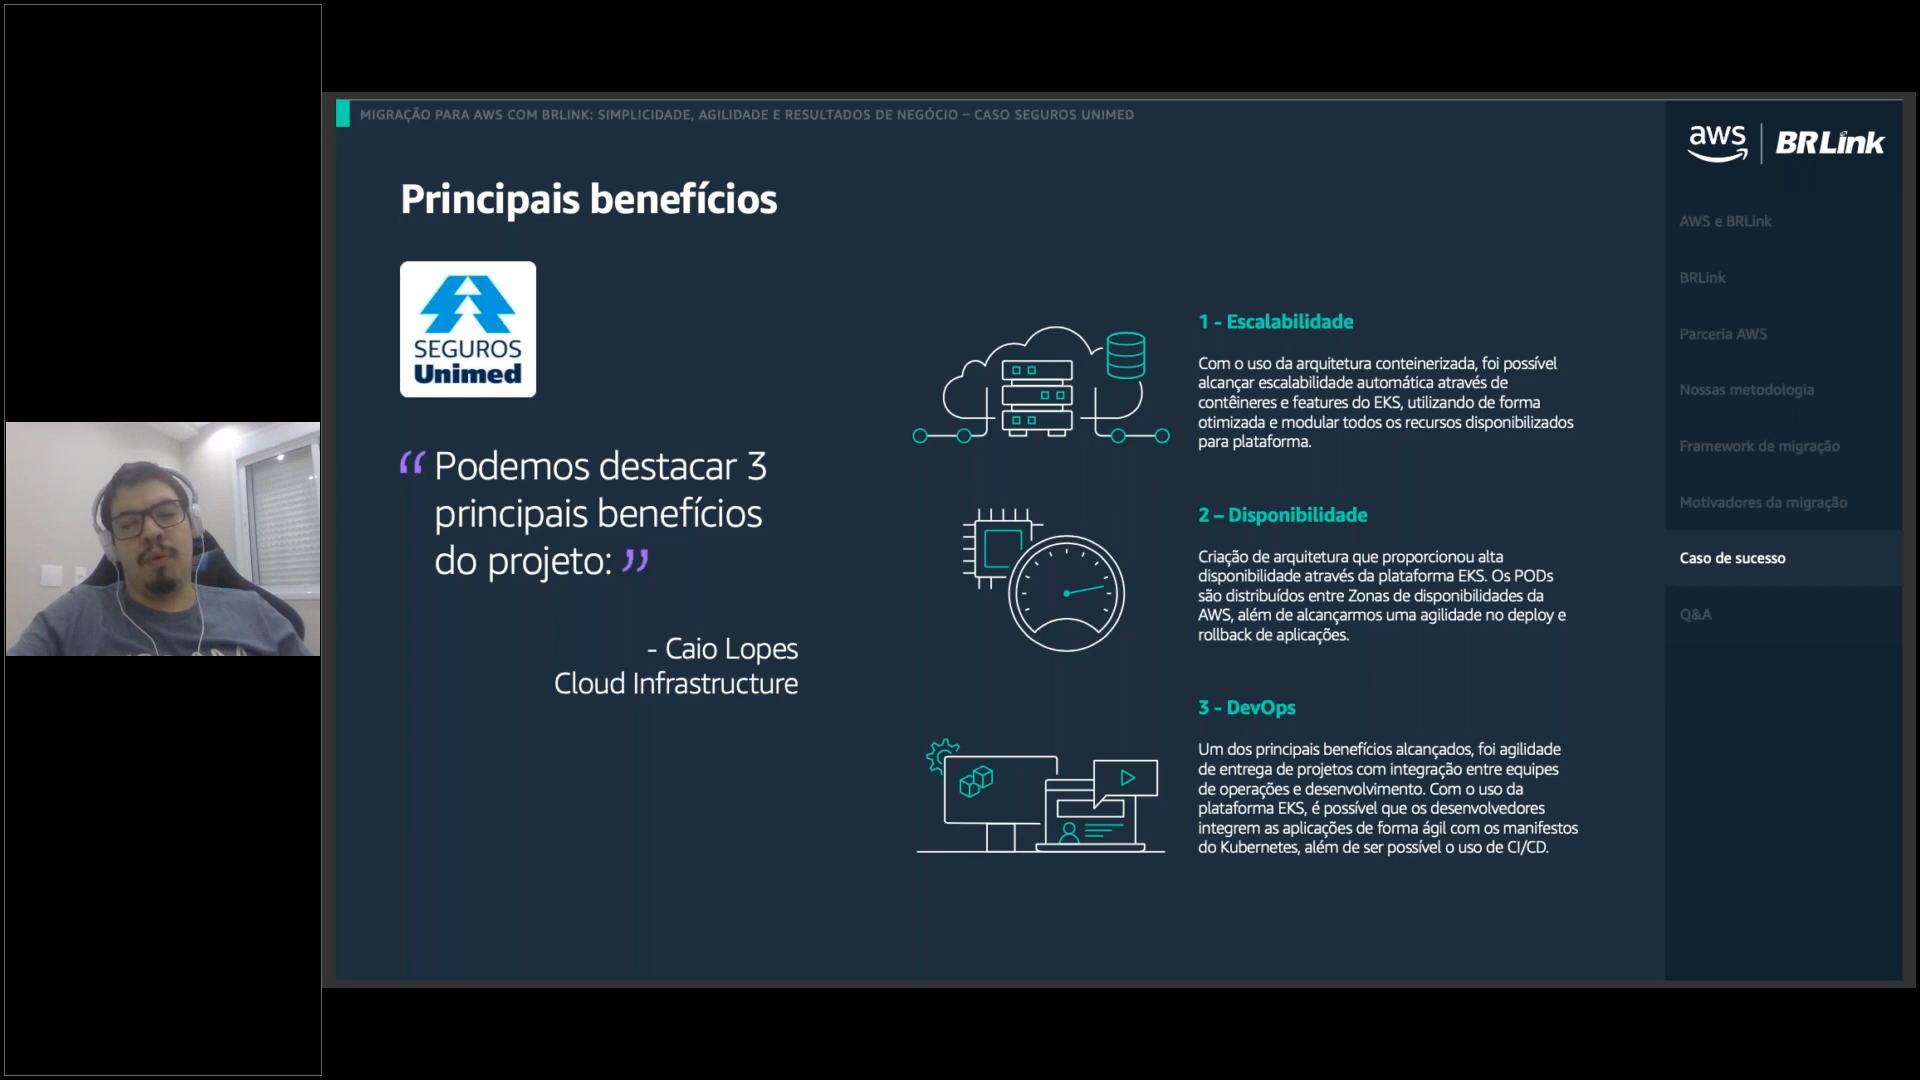 MIGRAÇÃO PARA AWS COM BRLINK: SIMPLICIDADE, AGILIDADE E RESULTADOS DE NEGÓCIO – CASO SEGUROS UNIMED
Principais benefícios
SEGUROS
Unimed
“Podemos destacar 3
principais benefícios
do projeto:”
- Caio Lopes
Cloud Infrastructure
1 - Escalabilidade
Com o uso da arquitetura conteinerizada, foi possível
alcançar escalabilidade automática através de
contêineres e features do EKS, utilizando de forma
otimizada e modular todos os recursos disponibilizados
para plataforma.
2 – Disponibilidade
Criação de arquitetura que proporcionou alta
disponibilidade através da plataforma EKS. Os PODs
são distribuídos entre Zonas de disponibilidades da
AWS, além de alcançarmos uma agilidade no deploy e
rollback de aplicações.
3 - DevOps
Um dos principais benefícios alcançados, foi agilidade
de entrega de projetos com integração entre equipes
de operações e desenvolvimento. Com o uso da
plataforma EKS, é possível que os desenvolvedores
integrem as aplicações de forma ágil com os manifestos
do Kubernetes, além de ser possível o uso de CI/CD.
aws
BRLink
AWS e BRLink
BRLink
Parceria AWS
Nossas metodologia
Framework de migração
Motivadores da migração
Caso de sucesso
Q&A